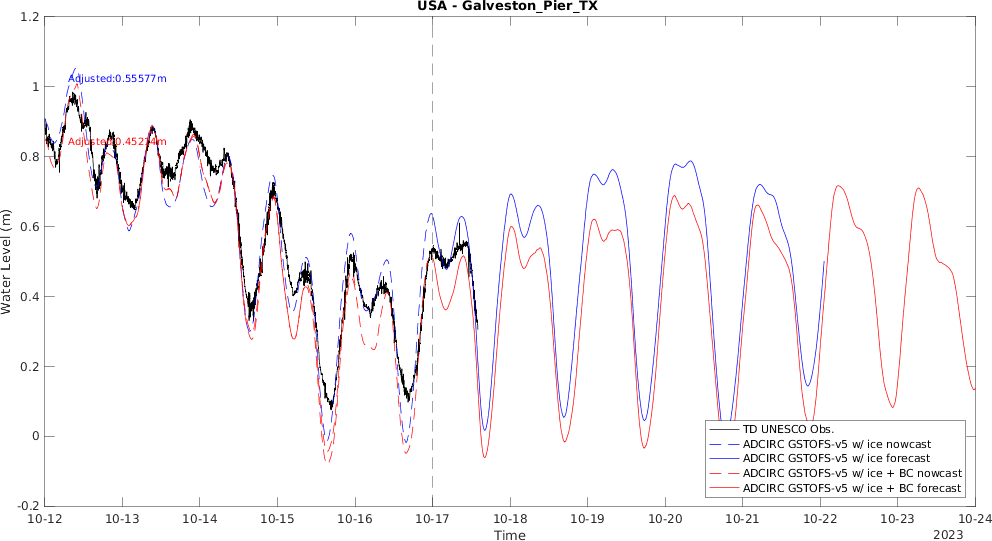 USA - Galveston_Pier_TX
1.2
1
0.8
0.6
0.4
0.2
0
-0.2
Water Level (m)
Adjusted:0.55577m
Adjusted:0.45214m
TD UNESCO Obs.
ADCIRC GSTOFS-v5 w/ ice nowcast
ADCIRC GSTOFS-v5 w/ ice forecast
ADCIRC GSTOFS-v5 w/ ice + BC nowcast
ADCIRC GSTOFS-v5 w/ ice + BC forecast
10-12 10-13 10-14 10-15 10-16 10-17 10-18 10-19 10-20 10-21 10-22 10-23 10-24
Time
2023